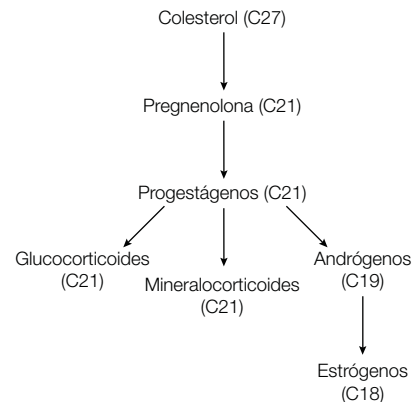 Colesterol (C27)
Pregnenolona (C21)
Progestágenos (C21)
Glucocorticoides
(C21)
Mineralocorticoides
(C21)
Andrógenos
(C19)
Estrógenos
(C18)